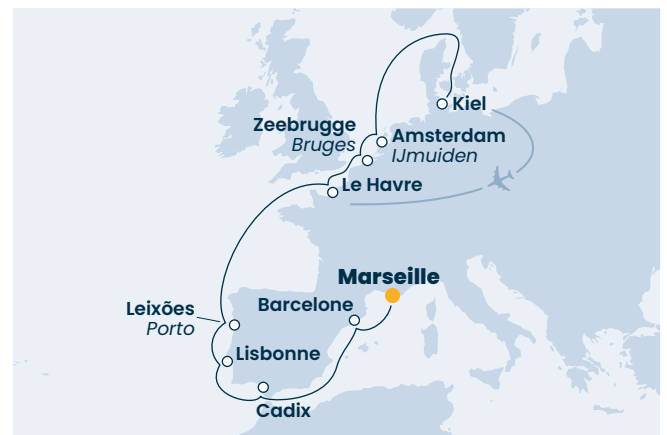 Kiel
Zeebrugge
Bruges
Amsterdam
IJmuiden
Le Havre
Marseille
Barcelone
Leixões
Porto
Lisbonne
Cadix